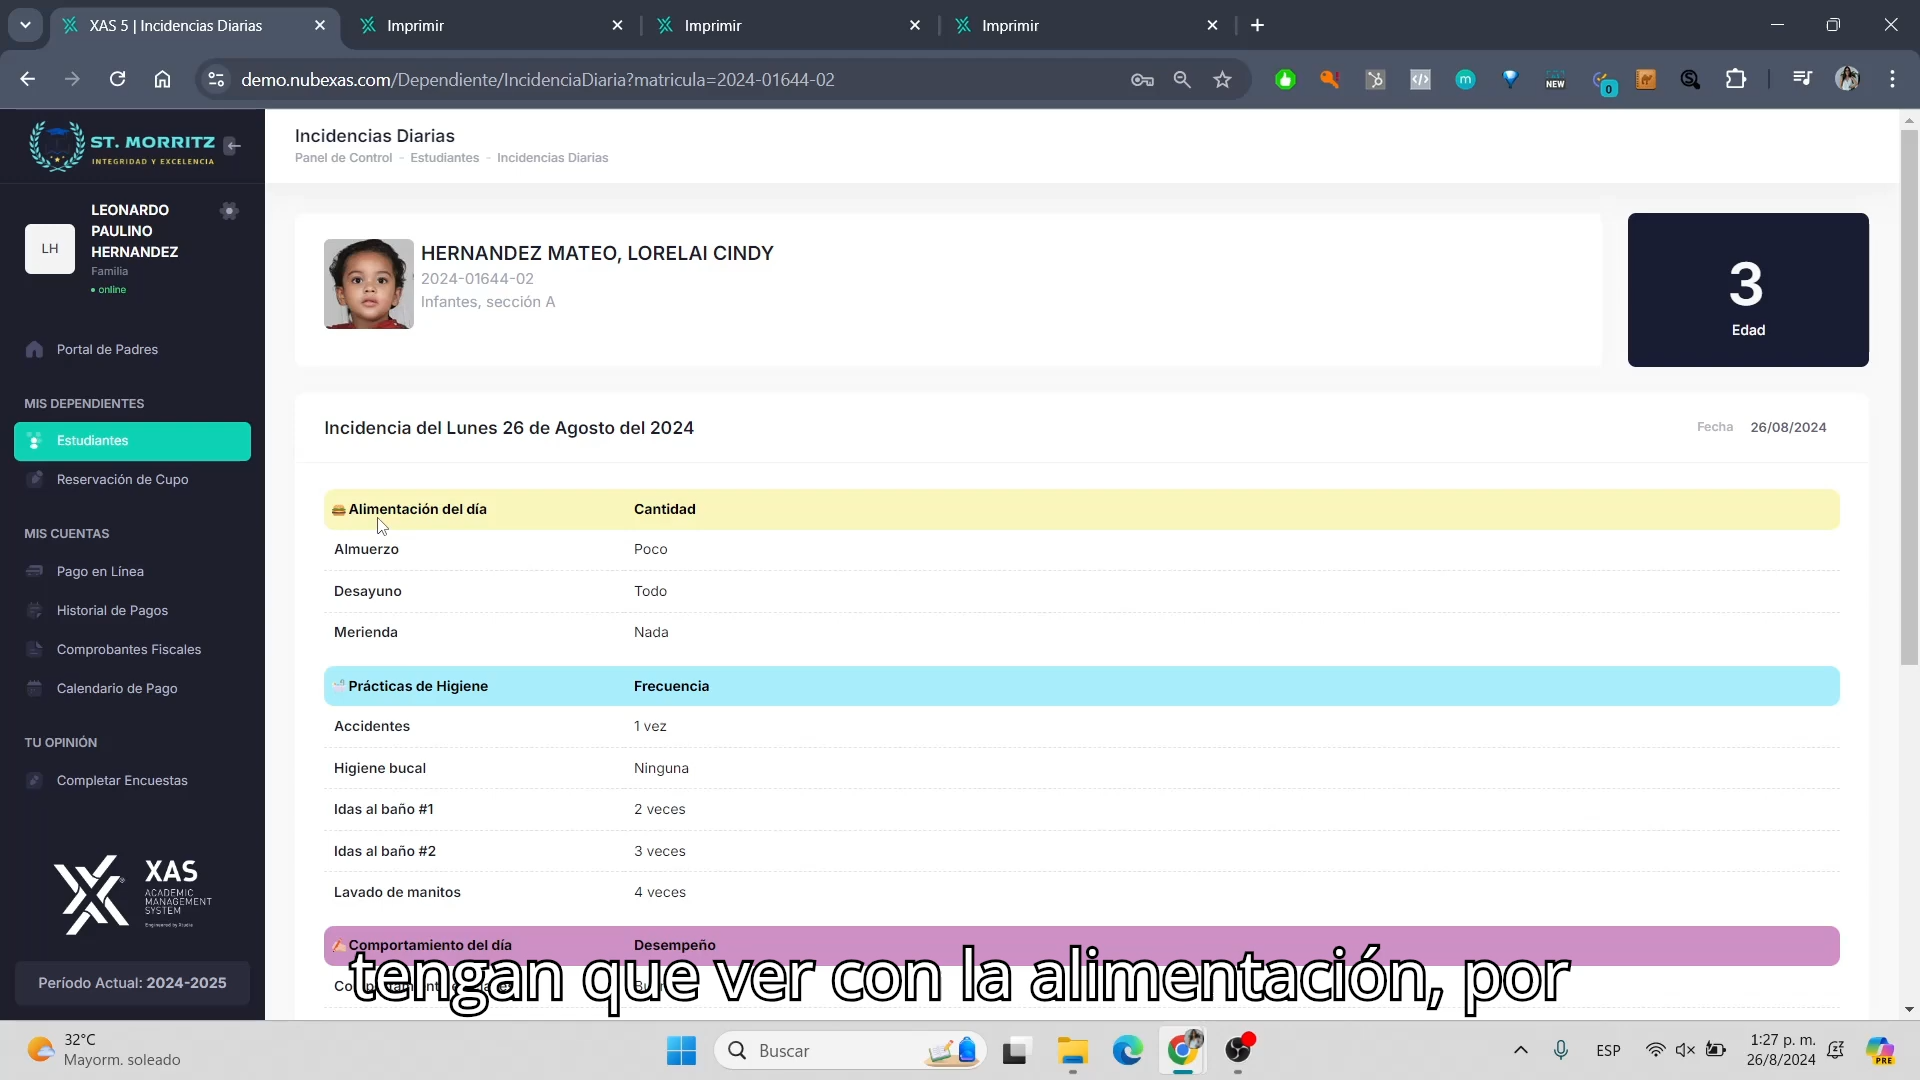 XAS 5 | Incidencias Diarias
Imprimir
Imprimir
Imprimir
demo.nubexas.com/Dependiente/IncidenciaDiaria?matricula=2024-01644-02
NEW
0
ST. MORRITZ
INTEGRIDAD Y EXCELENCIA
LH
LEONARDO
PAULINO
HERNANDEZ
Familia
online
Portal de Padres
MIS DEPENDIENTES
Estudiantes
Reservación de Cupo
MIS CUENTAS
Pago en Línea
Historial de Pagos
Comprobantes Fiscales
Calendario de Pago
TU OPINIÓN
Completar Encuestas
XAS
ACADEMIC
MANAGEMENT
SYSTEM
Período Actual: 2024-2025
Incidencias Diarias
Panel de Control - Estudiantes - Incidencias Diarias
HERNANDEZ MATEO, LORELAI CINDY
2024-01644-02
Infantes, sección A
3
Edad
Incidencia del Lunes 26 de Agosto del 2024
Fecha 26/08/2024
Alimentación del día Cantidad
Almuerzo Poco
Desayuno Todo
Merienda Nada
Prácticas de Higiene Frecuencia
Accidentes 1 vez
Higiene bucal Ninguna
Idas al baño #1 2 veces
Idas al baño #2 3 veces
Lavado de manitos 4 veces
Comportamiento del día Desempeño
tengan que ver con la alimentación, por
32°C
Mayorm. soleado
Buscar
ESP
1:27 p. m.
26/8/2024
PRE